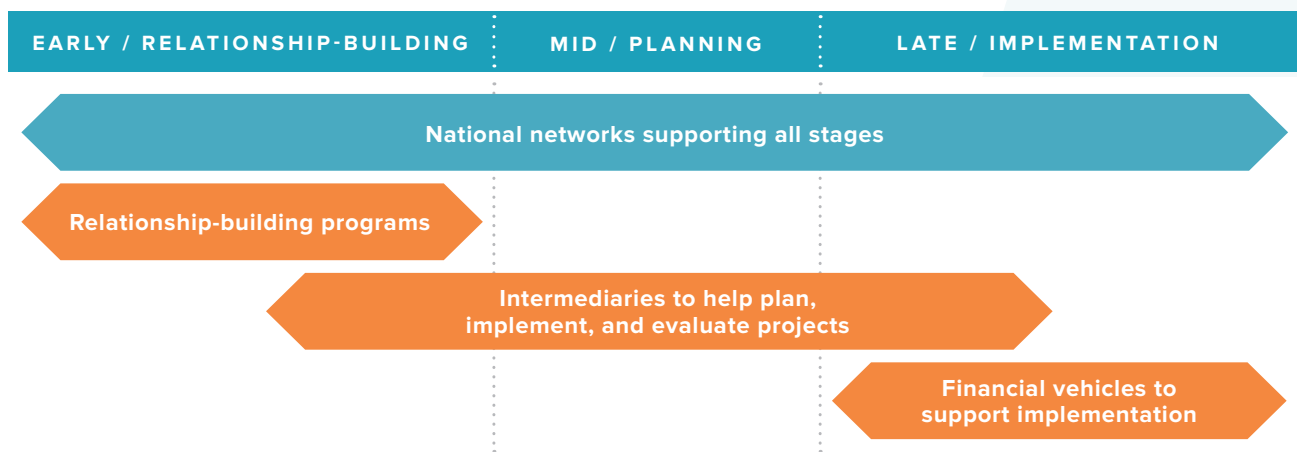 EARLY / RELATIONSHIP-BUILDING
MID / PLANNING
LATE / IMPLEMENTATION
National networks supporting all stages
Relationship-building programs
Intermediaries to help plan,
implement, and evaluate projects
Financial vehicles to
support implementation